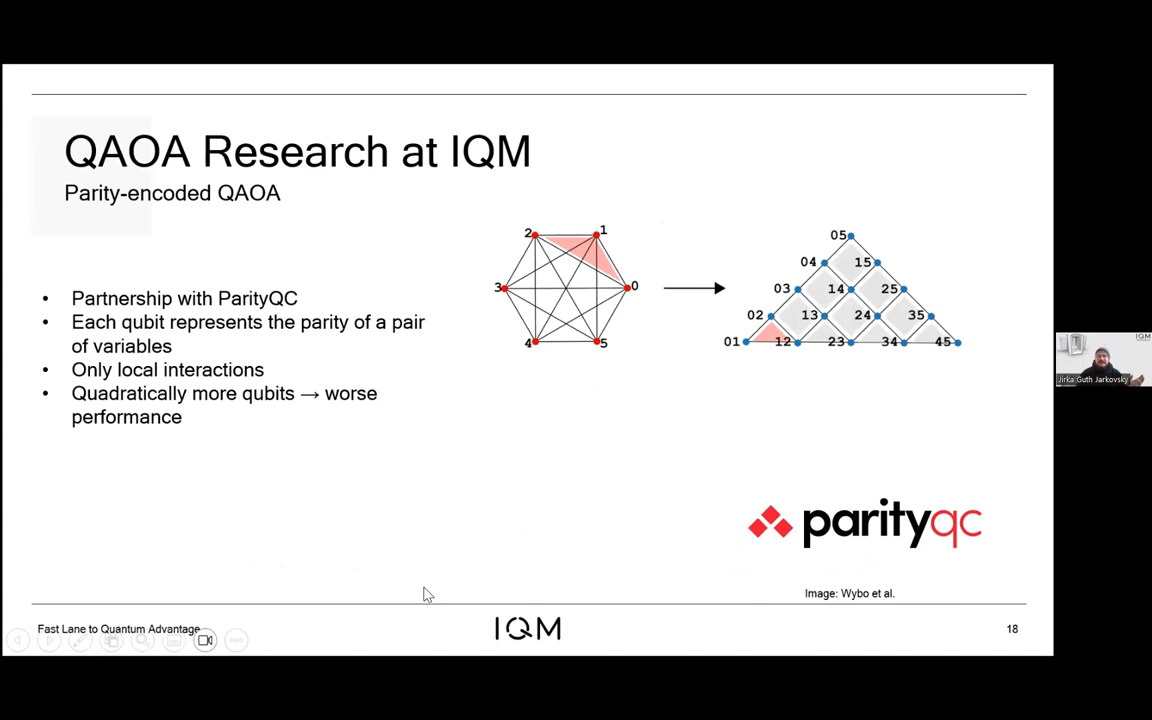 QAOA Research at IQM
Parity-encoded QAOA
• Partnership with ParityQC
• Each qubit represents the parity of a pair
of variables
• Only local interactions
• Quadratically more qubits → worse
performance
2 1
3 0
4 5
05
04 15
03 14 25
02 13 24 35
01 12 23 34 45
parityqc
Image: Wybo et al.
Fast Lane to Quantum Advantage
IQM
18
IQM
Jirka Guth Jarkovsky